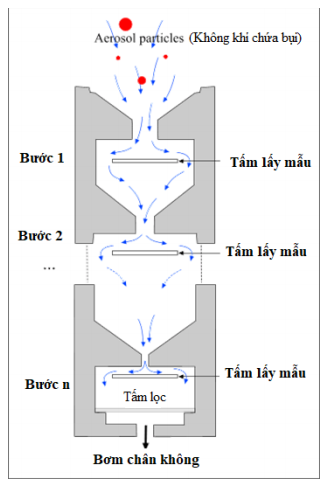 Aerosol particles (Không khí chứa bụi)
Bước 1
Tấm lấy mẫu
Bước 2
Tấm lấy mẫu
...
Tấm lấy mẫu
Bước n
Tấm lọc
Bơm chân không